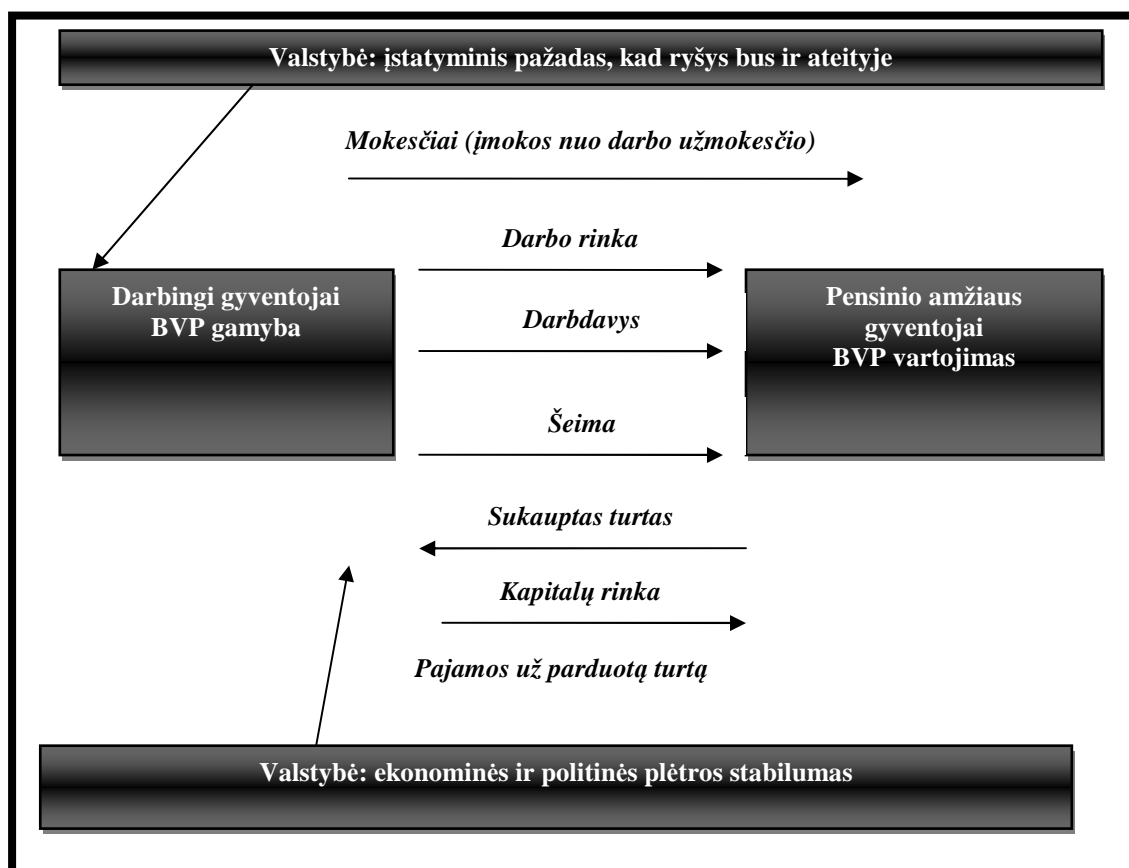 Valstybė: įstatyminis pažadas, kad ryšys bus ir ateityje
Mokesčiai (įmokos nuo darbo užmokesčio)
Darbo rinka
Darbingi gyventojai
BVP gamyba
Darbdavys
Pensinio amžiaus
gyventojai
BVP vartojimas
Šeima
Sukauptas turtas
Kapitalų rinka
Pajamos už parduotą turtą
Valstybė: ekonominės ir politinės plėtros stabilumas